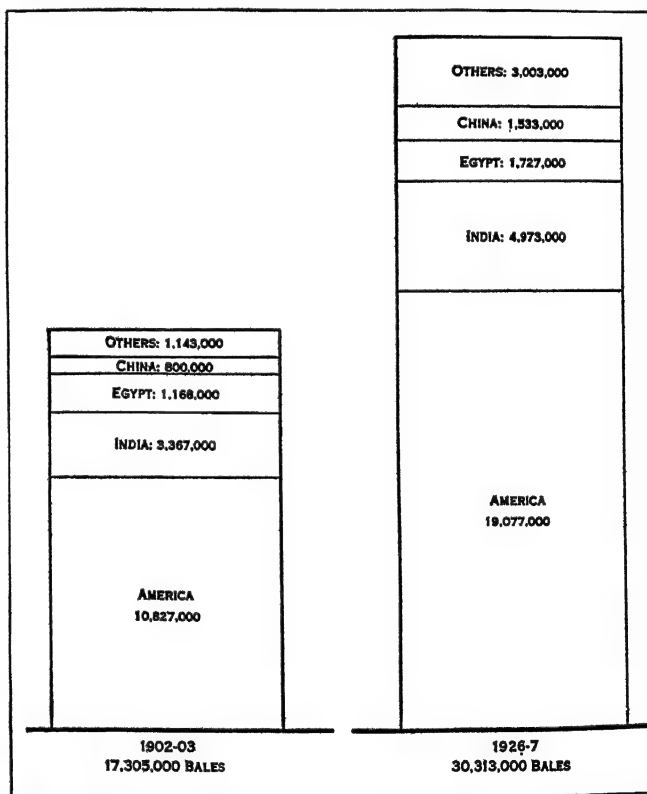 OTHERS: 3,003,000
CHINA: 1,533,000
EGYPT: 1,727,000
INDIA: 4,973,000
AMERICA
19,077,000
OTHERS: 1,143,000
CHINA: 800,000
EGYPT: 1,168,000
INDIA: 3,367,000
AMERICA
10,827,000
1902-03
17,305,000 BALES
1926-7
30,313,000 BALES